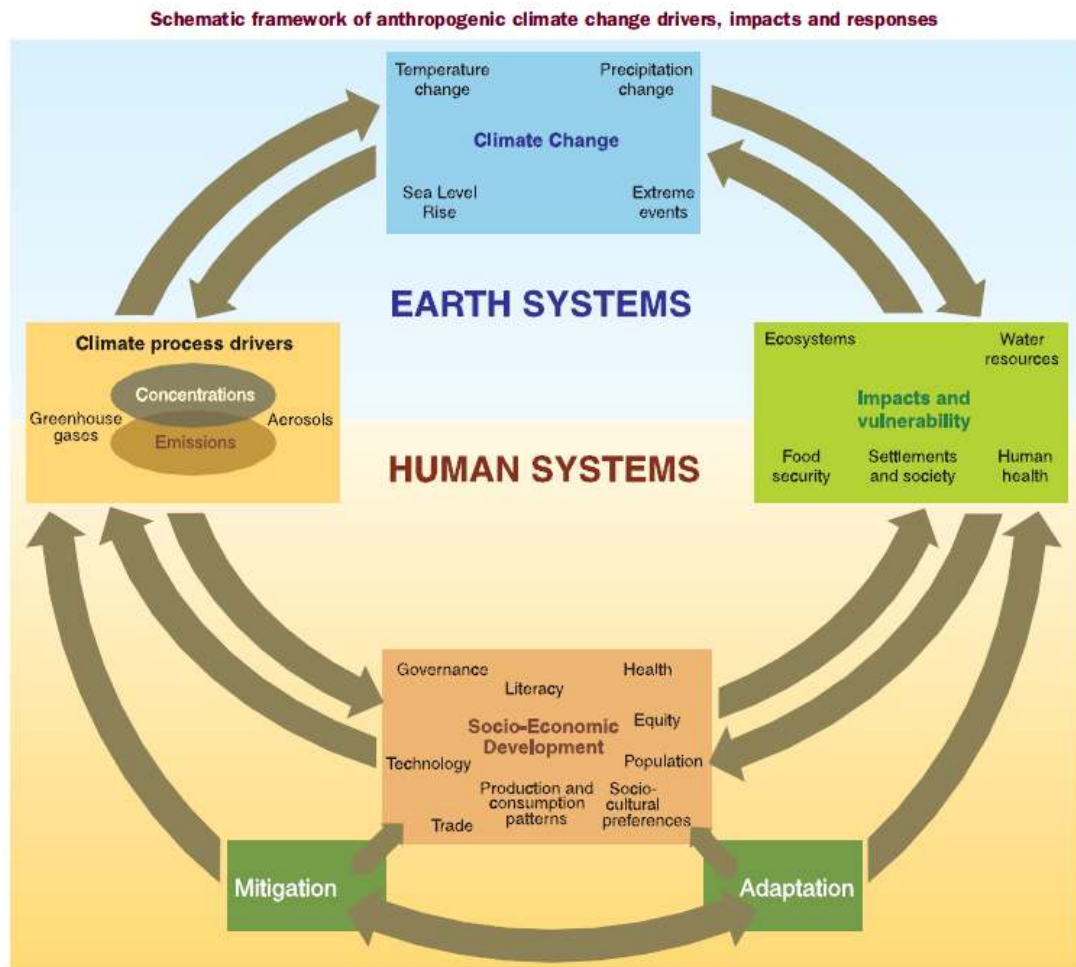 Schematic framework of anthropogenic climate change drivers, impacts and responses
Temperature
change
Precipitation
change
Climate Change
Sea Level
Rise
Extreme
events
EARTH SYSTEMS
Climate process drivers
Concentrations
Greenhouse
gases
Aerosols
Emissions
Ecosystems
Water
resources
Impacts and
vulnerability
Food
security
Settlements
and society
Human
health
HUMAN SYSTEMS
Governance
Literacy
Health
Equity
Socio-Economic
Development
Technology
Population
Production and
consumption
patterns
Socio-
cultural
preferences
Trade
Mitigation
Adaptation